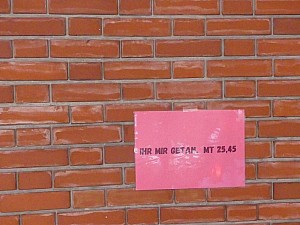 IHR MIR GETAN. MT 25,45